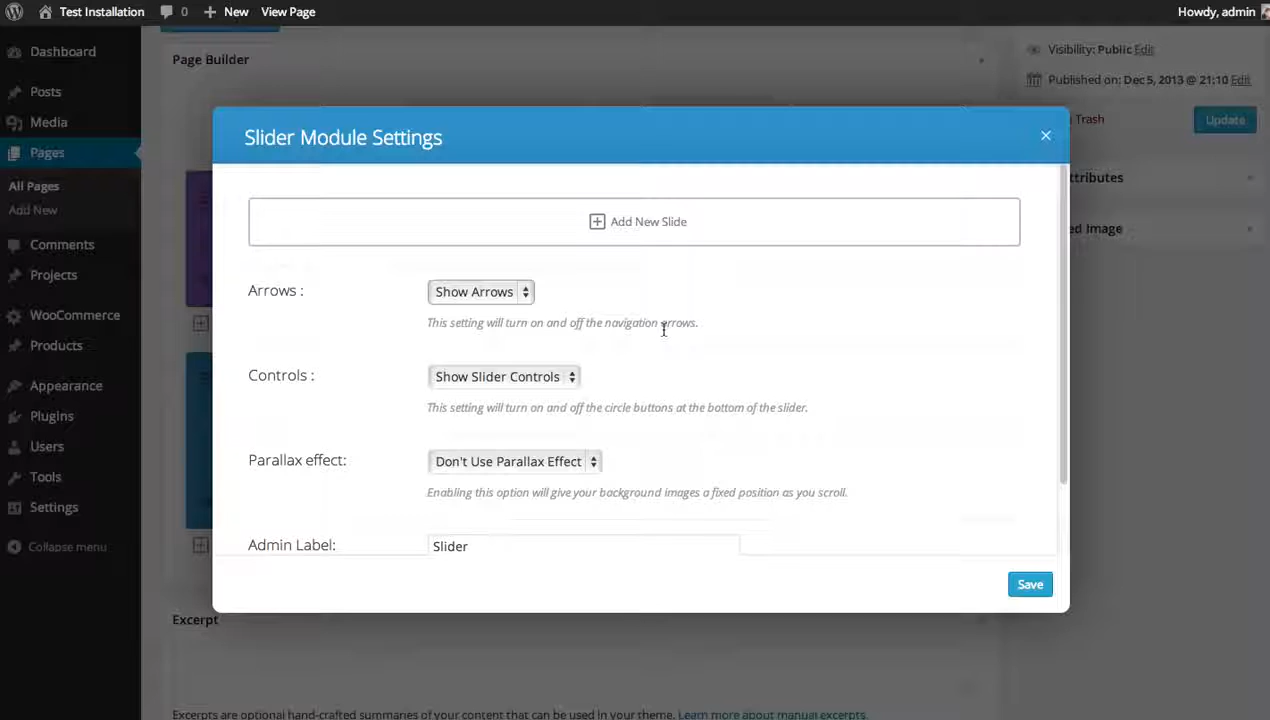 Test Installation 0 New View Page Howdy, admin
Dashboard
Posts
Media
Pages
All Pages
Add New
Comments
Projects
WooCommerce
Products
Appearance
Plugins
Users
Tools
Settings
Collapse menu
Page Builder
Visibility: Public Edit
Published on: Dec 5, 2013 @ 21:10 Edit
Trash Update
ttributes
ed Image
Slider Module Settings
Add New Slide
Arrows : Show Arrows
This setting will turn on and off the navigation arrows.
Controls : Show Slider Controls
This setting will turn on and off the circle buttons at the bottom of the slider.
Parallax effect: Don't Use Parallax Effect
Enabling this option will give your background images a fixed position as you scroll.
Admin Label: Slider
Save
Excerpt
Excerpts are optional hand-crafted summaries of your content that can be used in your theme. Learn more about manual excerpts.